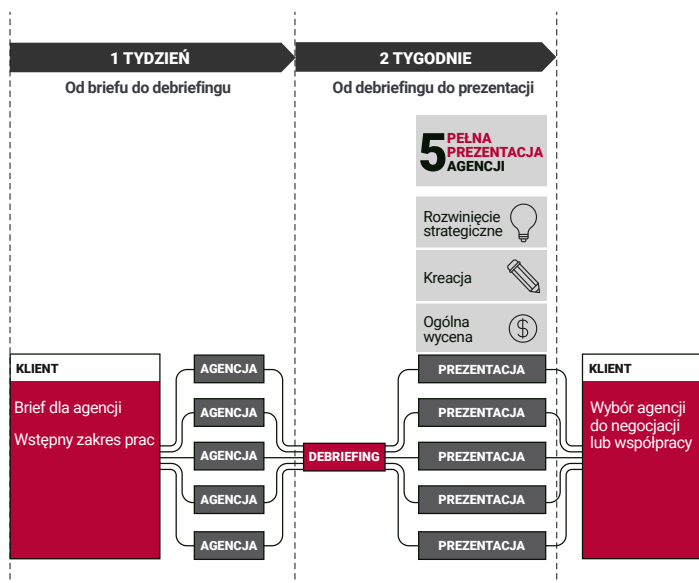 1 TYDZIEŃ
2 TYGODNIE
Od briefu do debriefingu
Od debriefingu do prezentacji
5 PEŁNA
PREZENTACJA
AGENCJI
Rozwinięcie
strategiczne
Kreacja
Ogólna
wycena
$
KLIENT
Brief dla agencji
Wstępny zakres prac
AGENCJA
AGENCJA
AGENCJA
AGENCJA
AGENCJA
DEBRIEFING
PREZENTACJA
PREZENTACJA
PREZENTACJA
PREZENTACJA
PREZENTACJA
KLIENT
Wybór agencji
do negocjacji
lub współpracy